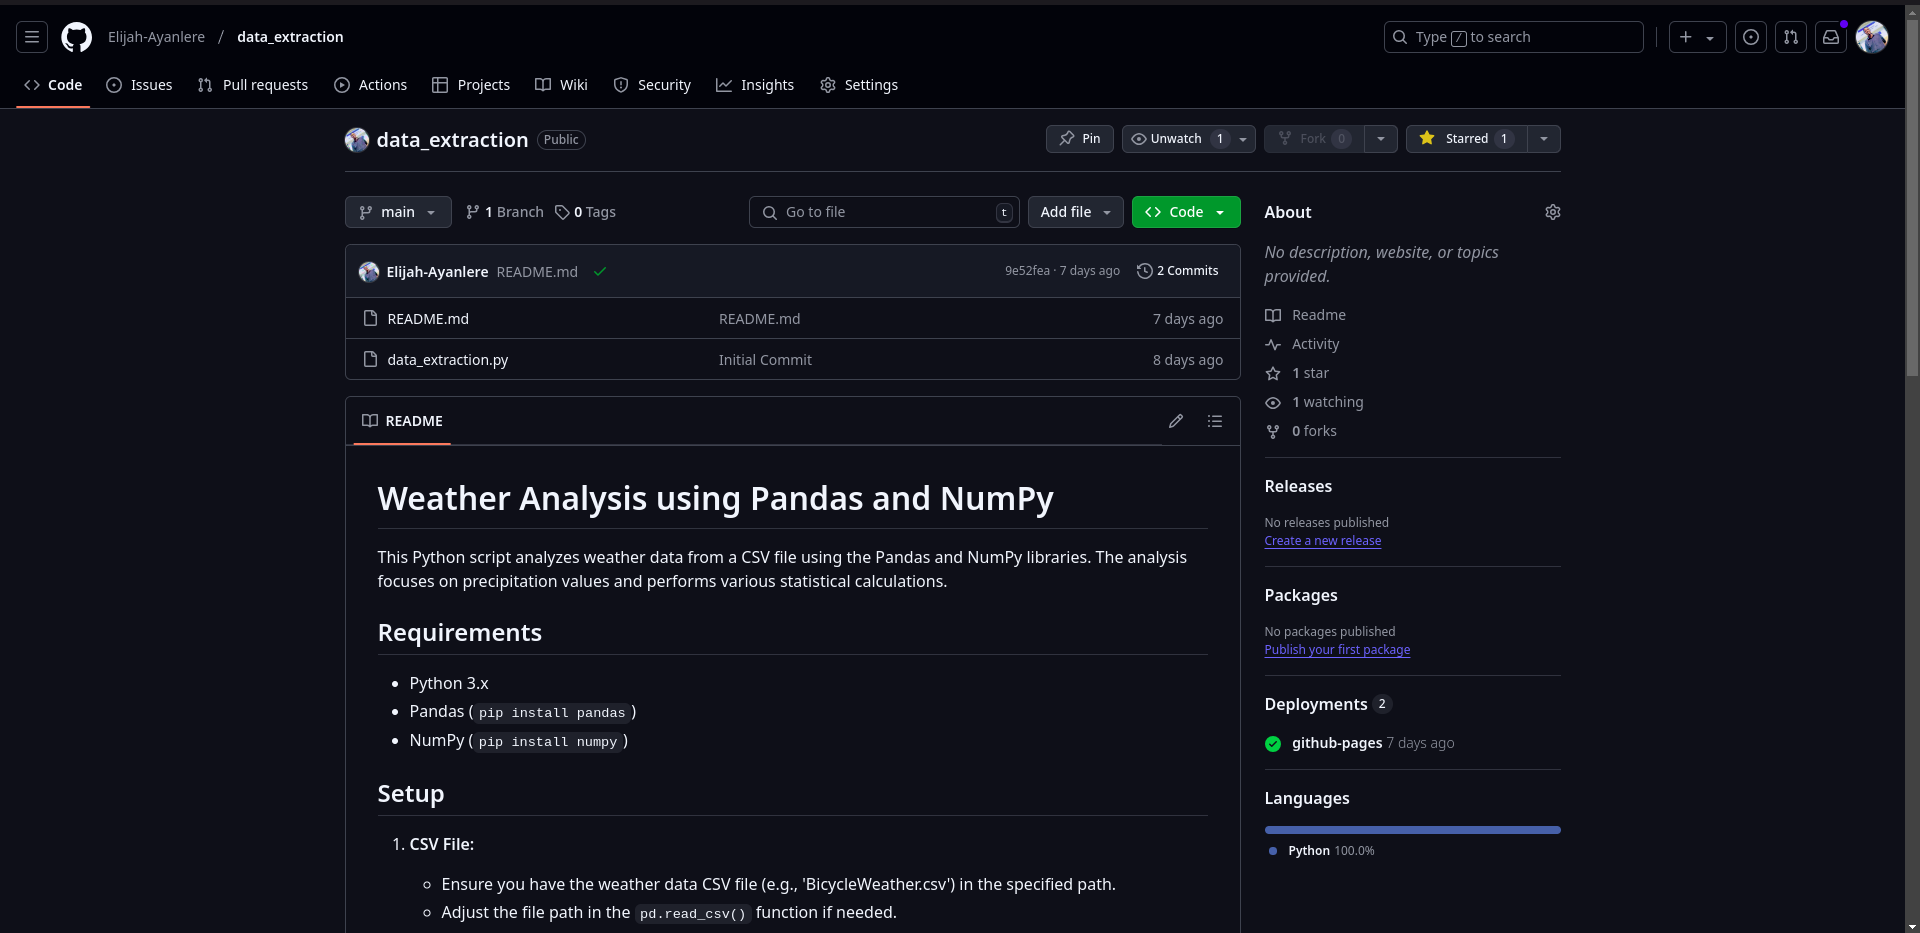 Elijah-Ayanlere / data_extraction
Type / to search
Code Issues Pull requests Actions Projects Wiki Security Insights Settings
data_extraction Public
Pin Unwatch 1 Fork 0 Starred 1
main 1 Branch 0 Tags Go to file t Add file Code
Elijah-Ayanlere README.md 9e52fea · 7 days ago 2 Commits
README.md README.md 7 days ago
data_extraction.py Initial Commit 8 days ago
README
Weather Analysis using Pandas and NumPy
This Python script analyzes weather data from a CSV file using the Pandas and NumPy libraries. The analysis
focuses on precipitation values and performs various statistical calculations.
Requirements
• Python 3.x
• Pandas (pip install pandas)
• NumPy (pip install numpy)
Setup
1. CSV File:
Ensure you have the weather data CSV file (e.g., 'BicycleWeather.csv') in the specified path.
Adjust the file path in the pd.read_csv() function if needed.
About
No description, website, or topics
provided.
Readme
Activity
1 star
1 watching
0 forks
Releases
No releases published
Create a new release
Packages
No packages published
Publish your first package
Deployments 2
github-pages 7 days ago
Languages
Python 100.0%